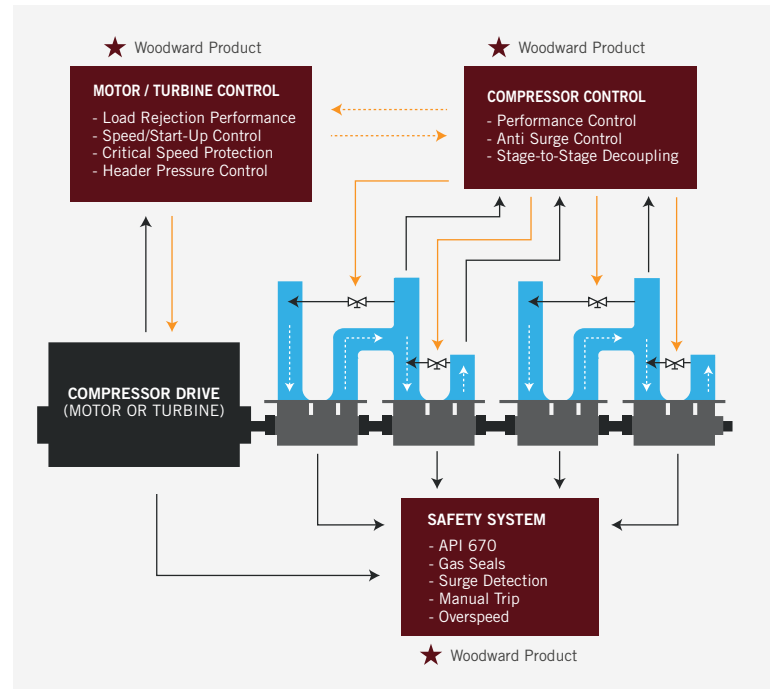 Woodward Product
Woodward Product
MOTOR / TURBINE CONTROL
- Load Rejection Performance
- Speed/Start-Up Control
- Critical Speed Protection
- Header Pressure Control
COMPRESSOR CONTROL
- Performance Control
- Anti Surge Control
- Stage-to-Stage Decoupling
COMPRESSOR DRIVE
(MOTOR OR TURBINE)
SAFETY SYSTEM
- API 670
- Gas Seals
- Surge Detection
- Manual Trip
- Overspeed
Woodward Product